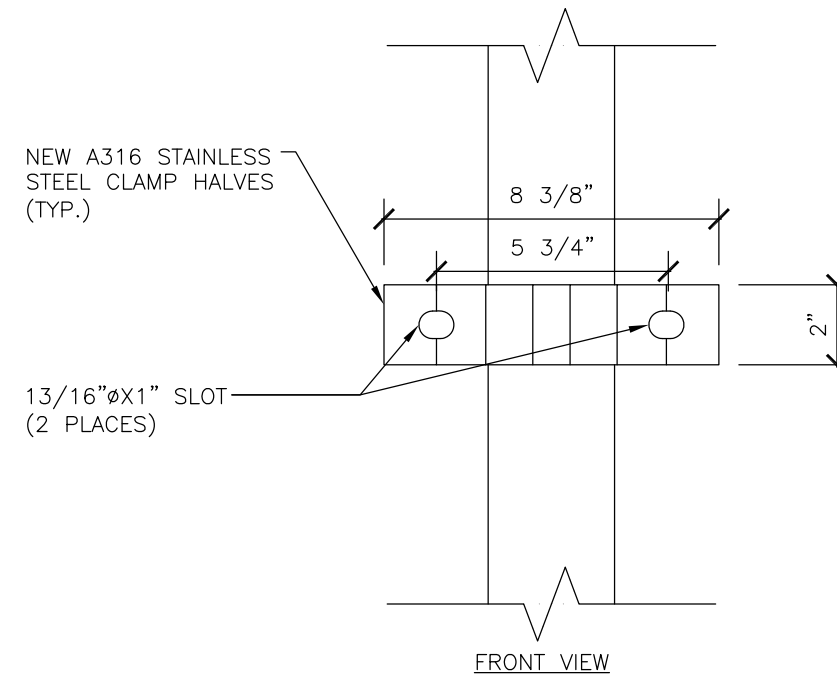 NEW A316 STAINLESS
STEEL CLAMP HALVES
(TYP.)
8 3/8”
5 3/4”
2”
13/16”øX1” SLOT
(2 PLACES)
FRONT VIEW